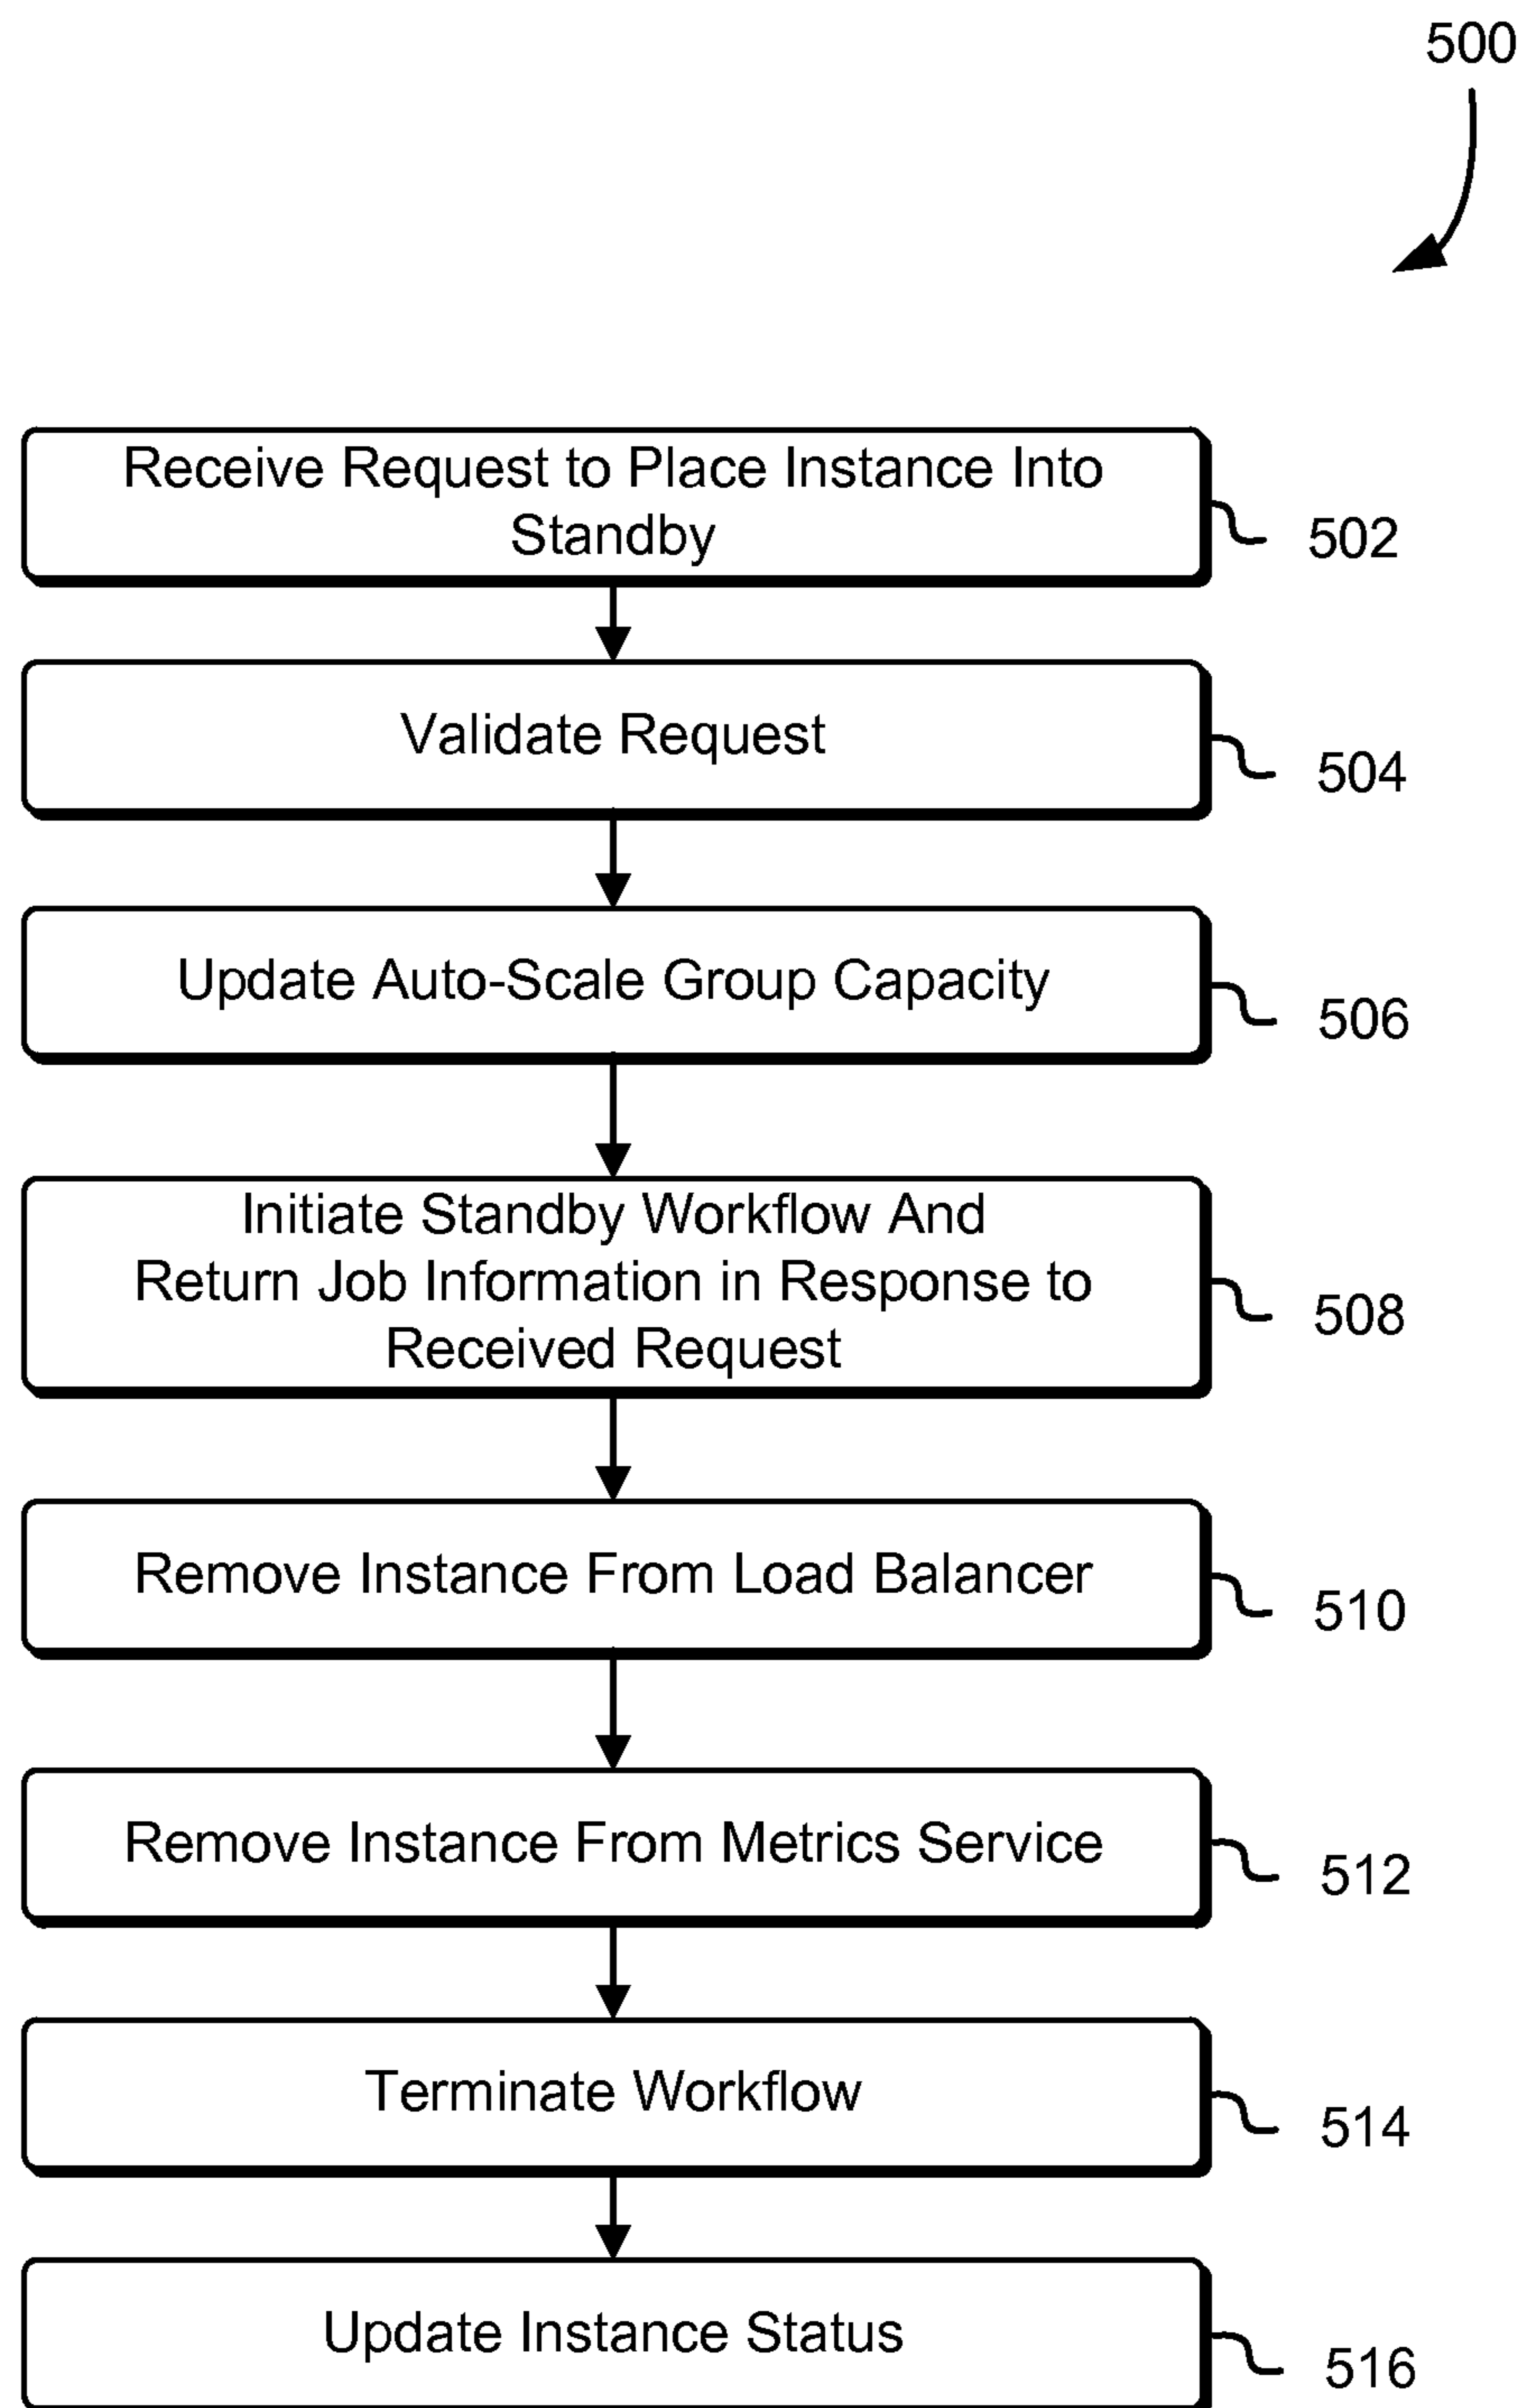 500
Receive Request to Place Instance Into
Standby
502
Validate Request
504
Update Auto-Scale Group Capacity
506
Initiate Standby Workflow And
Return Job Information in Response to
Received Request
508
Remove Instance From Load Balancer
510
Remove Instance From Metrics Service
512
Terminate Workflow
514
Update Instance Status
516